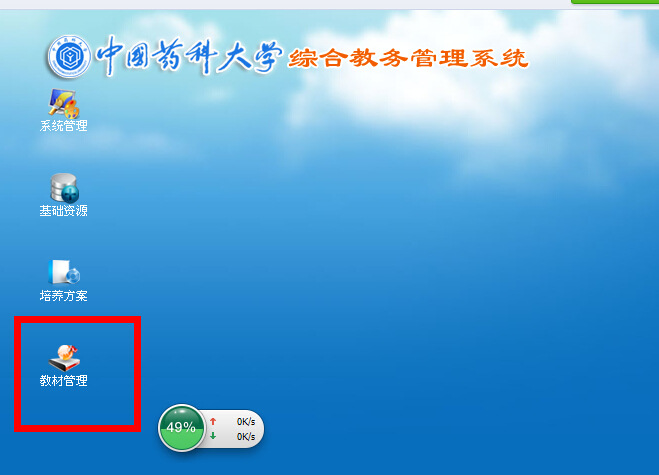 中国药科大学 综合教务管理系统
系统管理
基础资源
培养方案
教材管理
49%
0K/s
0K/s